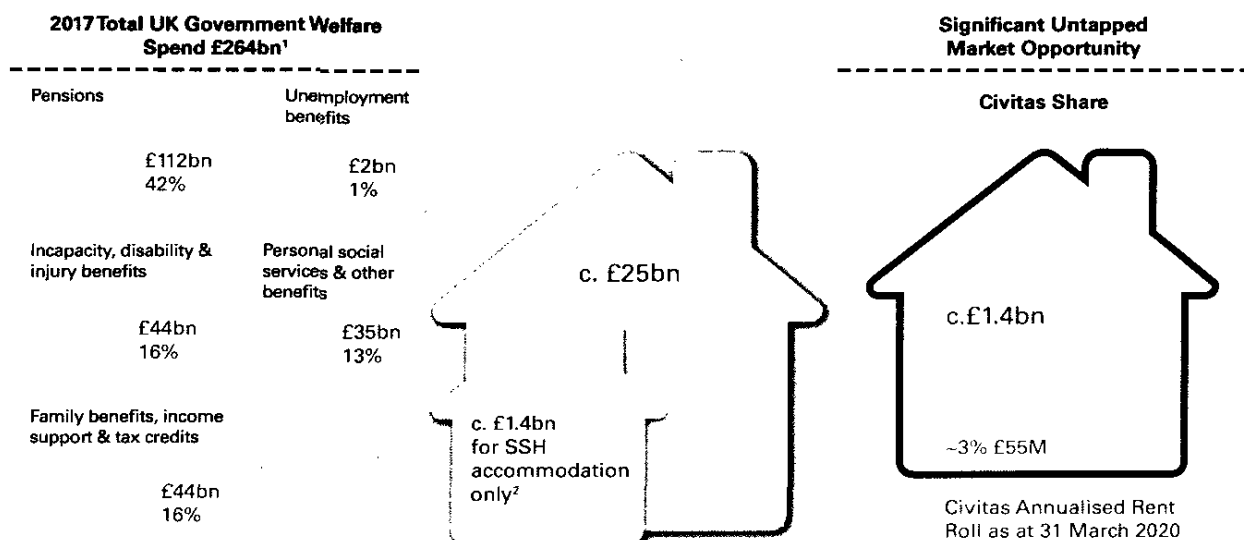 2017 Total UK Government Welfare
Spend £264bn¹
Pensions
£112bn
42%
Unemployment
benefits
£2bn
1%
Incapacity, disability &
injury benefits
£44bn
16%
Personal social
services & other
benefits
£35bn
13%
Family benefits, income
support & tax credits
£44bn
16%
c. £25bn
c. £1.4bn
for SSH
accommodation
only²
Significant Untapped
Market Opportunity
Civitas Share
c.£1.4bn
~3% £55M
Civitas Annualised Rent
Roll as at 31 March 2020